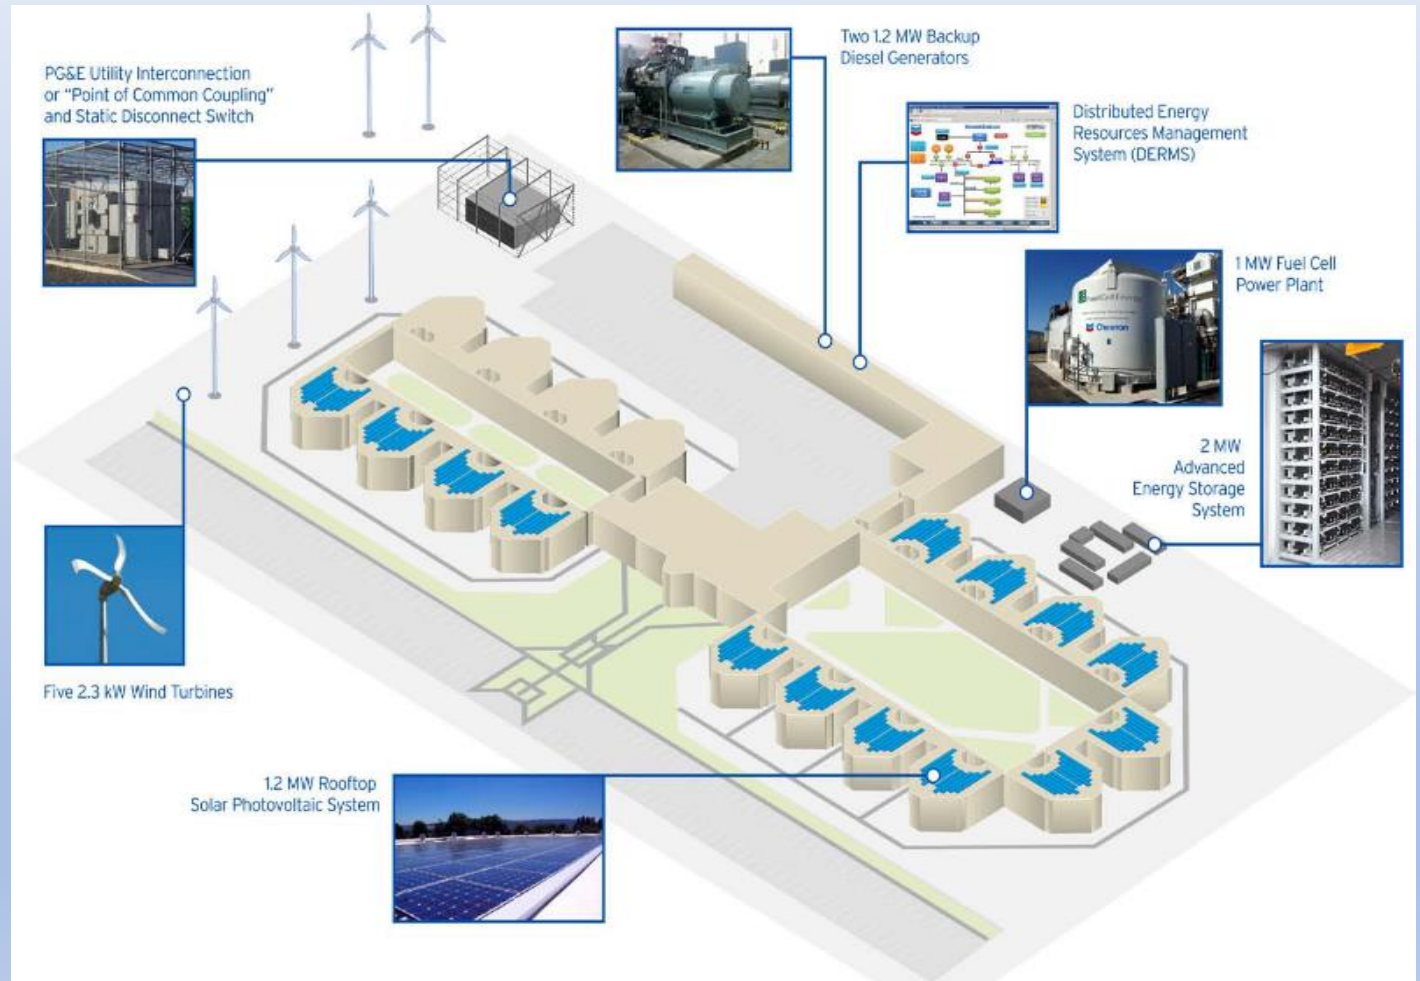 PG&E Utility Interconnection
or "Point of Common Coupling"
and Static Disconnect Switch
Two 1.2 MW Backup
Diesel Generators
Distributed Energy
Resources Management
System (DERMS)
1 MW Fuel Cell
Power Plant
Chevron
2 MW
Advanced
Energy Storage
System
Five 2.3 kW Wind Turbines
1.2 MW Rooftop
Solar Photovoltaic System